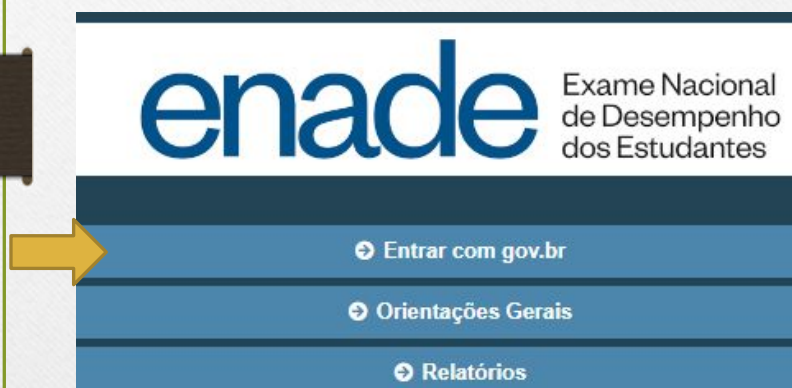 enade
Exame Nacional
de Desempenho
dos Estudantes
Entrar com gov.br
Orientações Gerais
Relatórios